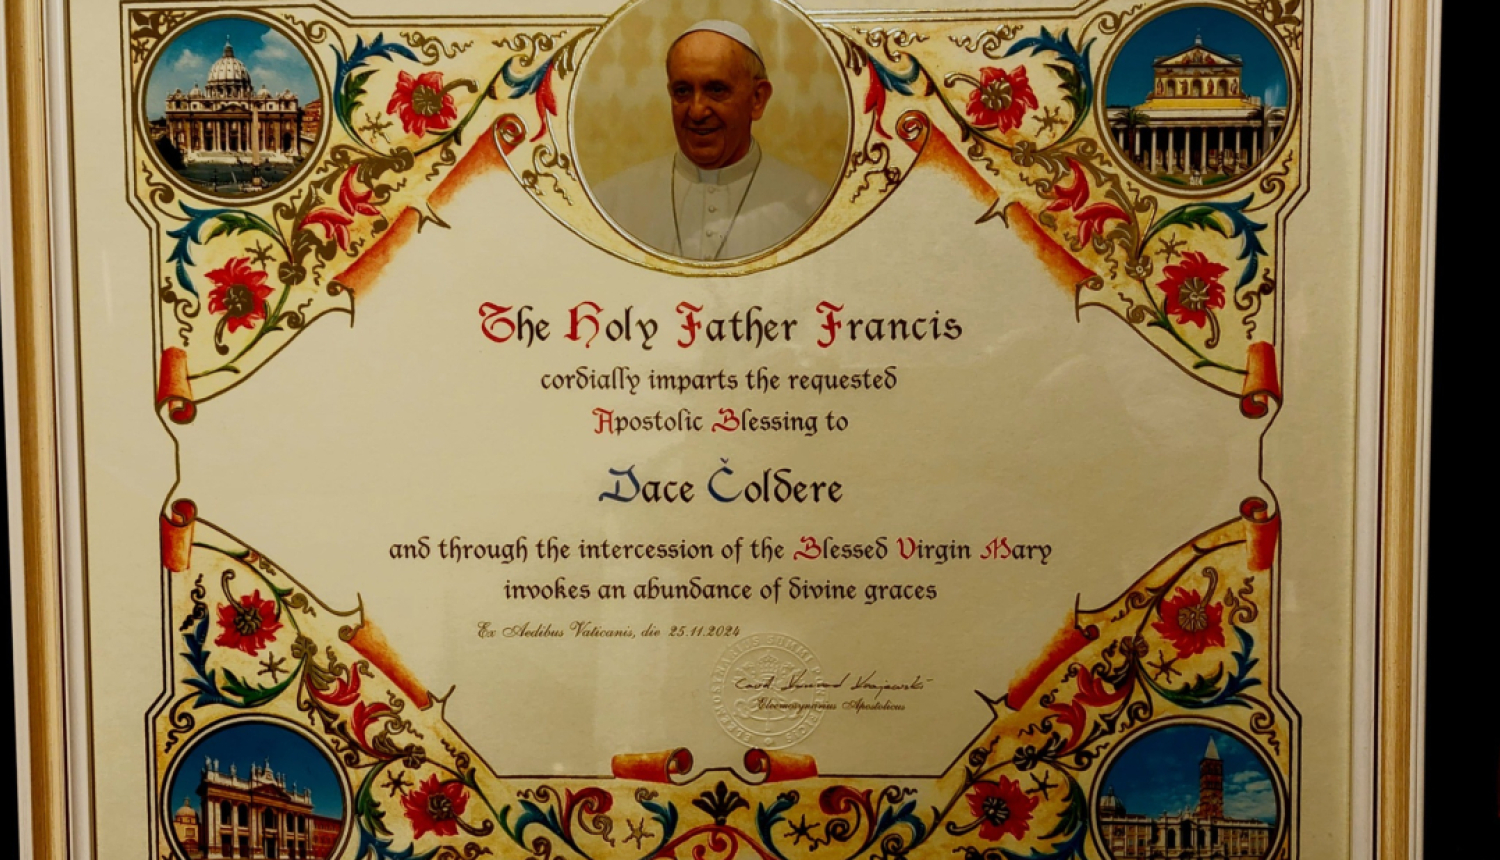 The Holy Father Francis
cordially imparts the requested
Apostolic Blessing to
Dace Čoldere
and through the intercession of the Blessed Virgin Mary
invokes an abundance of divine graces
Ex Aedibus Vaticanis, die 25.11.2024
Eleemosynarius Apostolicus